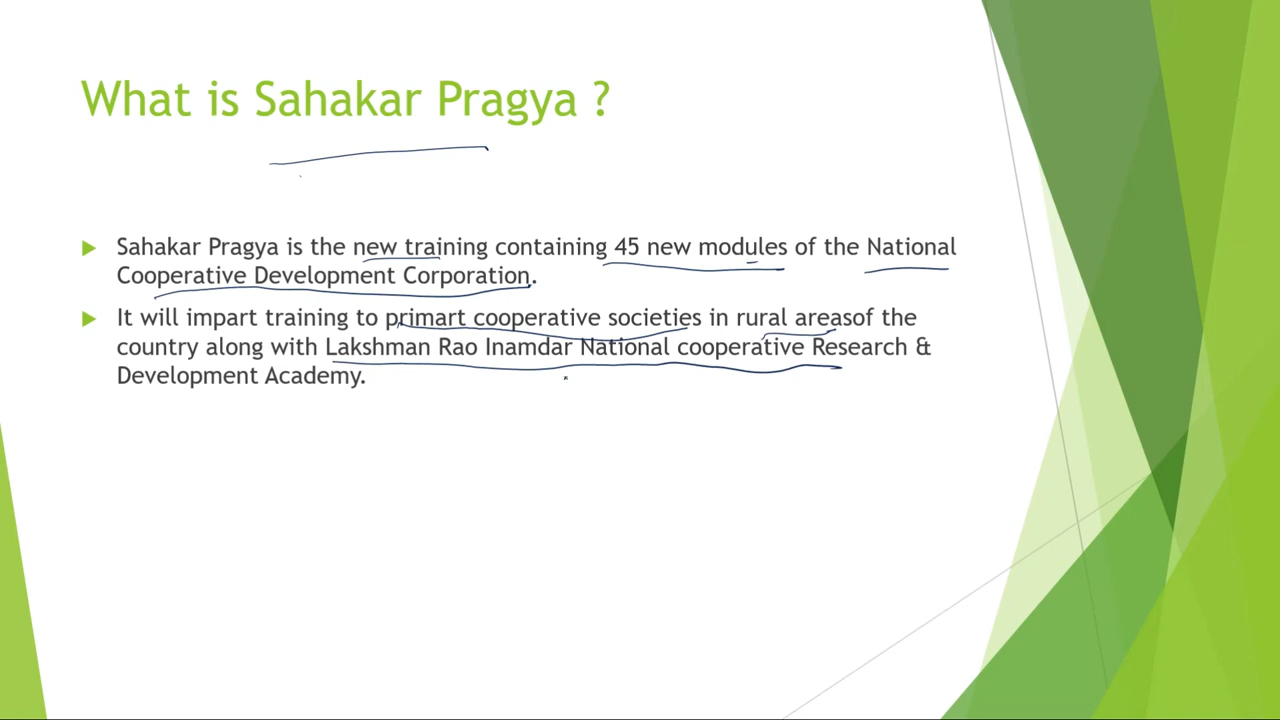 What is Sahakar Pragya ?
Sahakar Pragya is the new training containing 45 new modules of the National
Cooperative Development Corporation.
It will impart training to primart cooperative societies in rural areasof the
country along with Lakshman Rao Inamdar National cooperative Research &
Development Academy.